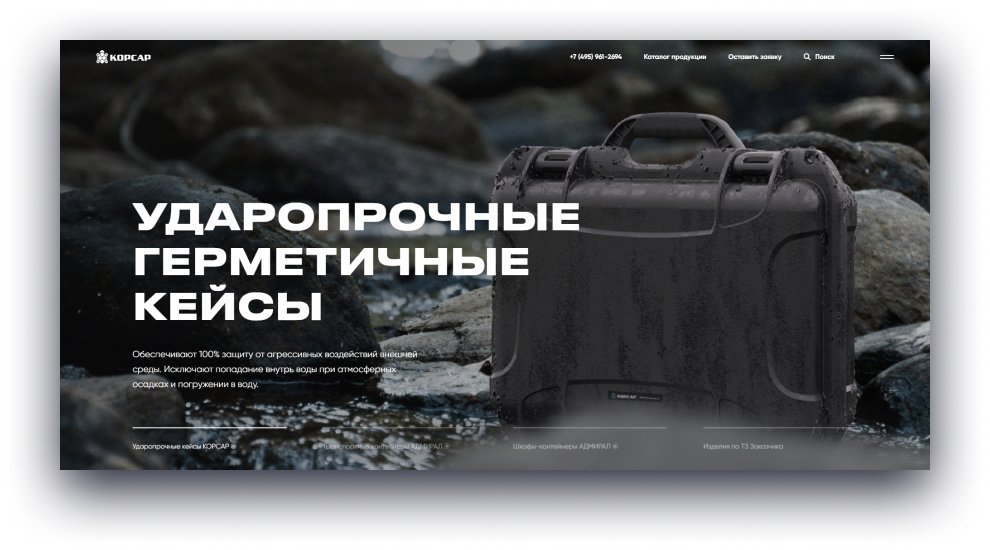 КОРСАР
+7 (495) 961-2694
Каталог продукции
Оставить заявку
Поиск
УДАРОПРОЧНЫЕ
ГЕРМЕТИЧНЫЕ
КЕЙСЫ
Обеспечивают 100% защиту от агрессивных воздействий внешней
среды. Исключают попадание внутрь воды при атмосферных
осадках и погружении в воду.
КОРСАР
Ударопрочные кейсы КОРСАР ®
Транспортные контейнеры АДМИРАЛ ®
Шкафы-контейнеры АДМИРАЛ ®
Изделия по ТЗ Заказчика